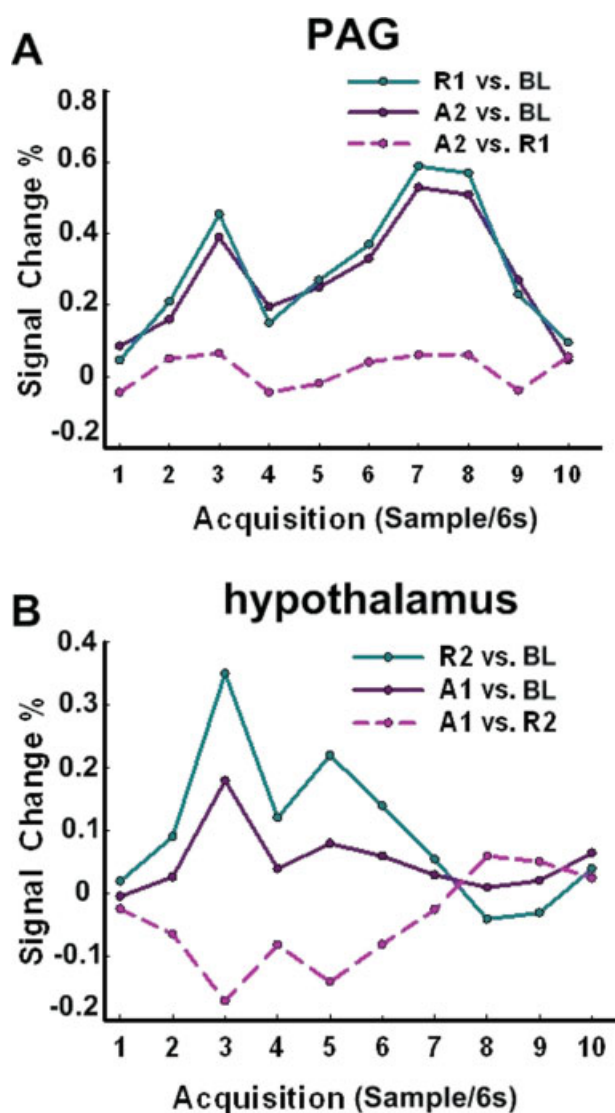 A
PAG
R1 vs. BL
A2 vs. BL
A2 vs. R1
Signal Change %
0.8
0.6
0.4
0.2
0
-0.2
1 2 3 4 5 6 7 8 9 10
Acquisition (Sample/6s)
B
hypothalamus
R2 vs. BL
A1 vs. BL
A1 vs. R2
Signal Change %
0.4
0.3
0.2
0.1
0
-0.1
-0.2
1 2 3 4 5 6 7 8 9 10
Acquisition (Sample/6s)